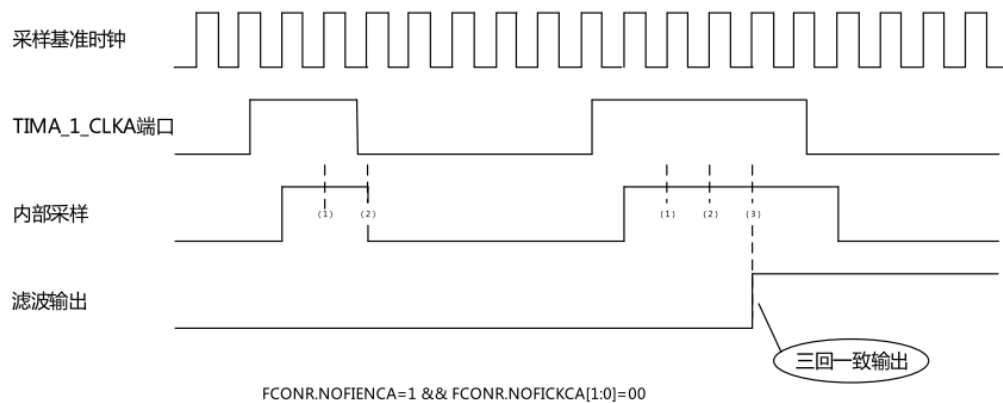 采样基准时钟
TIMA_1_CLKA端口
内部采样
(1) (2) (1) (2) (3)
滤波输出
三回一致输出
FCONR.NOFIENCA=1 && FCONR.NOFICKCA[1:0]=00